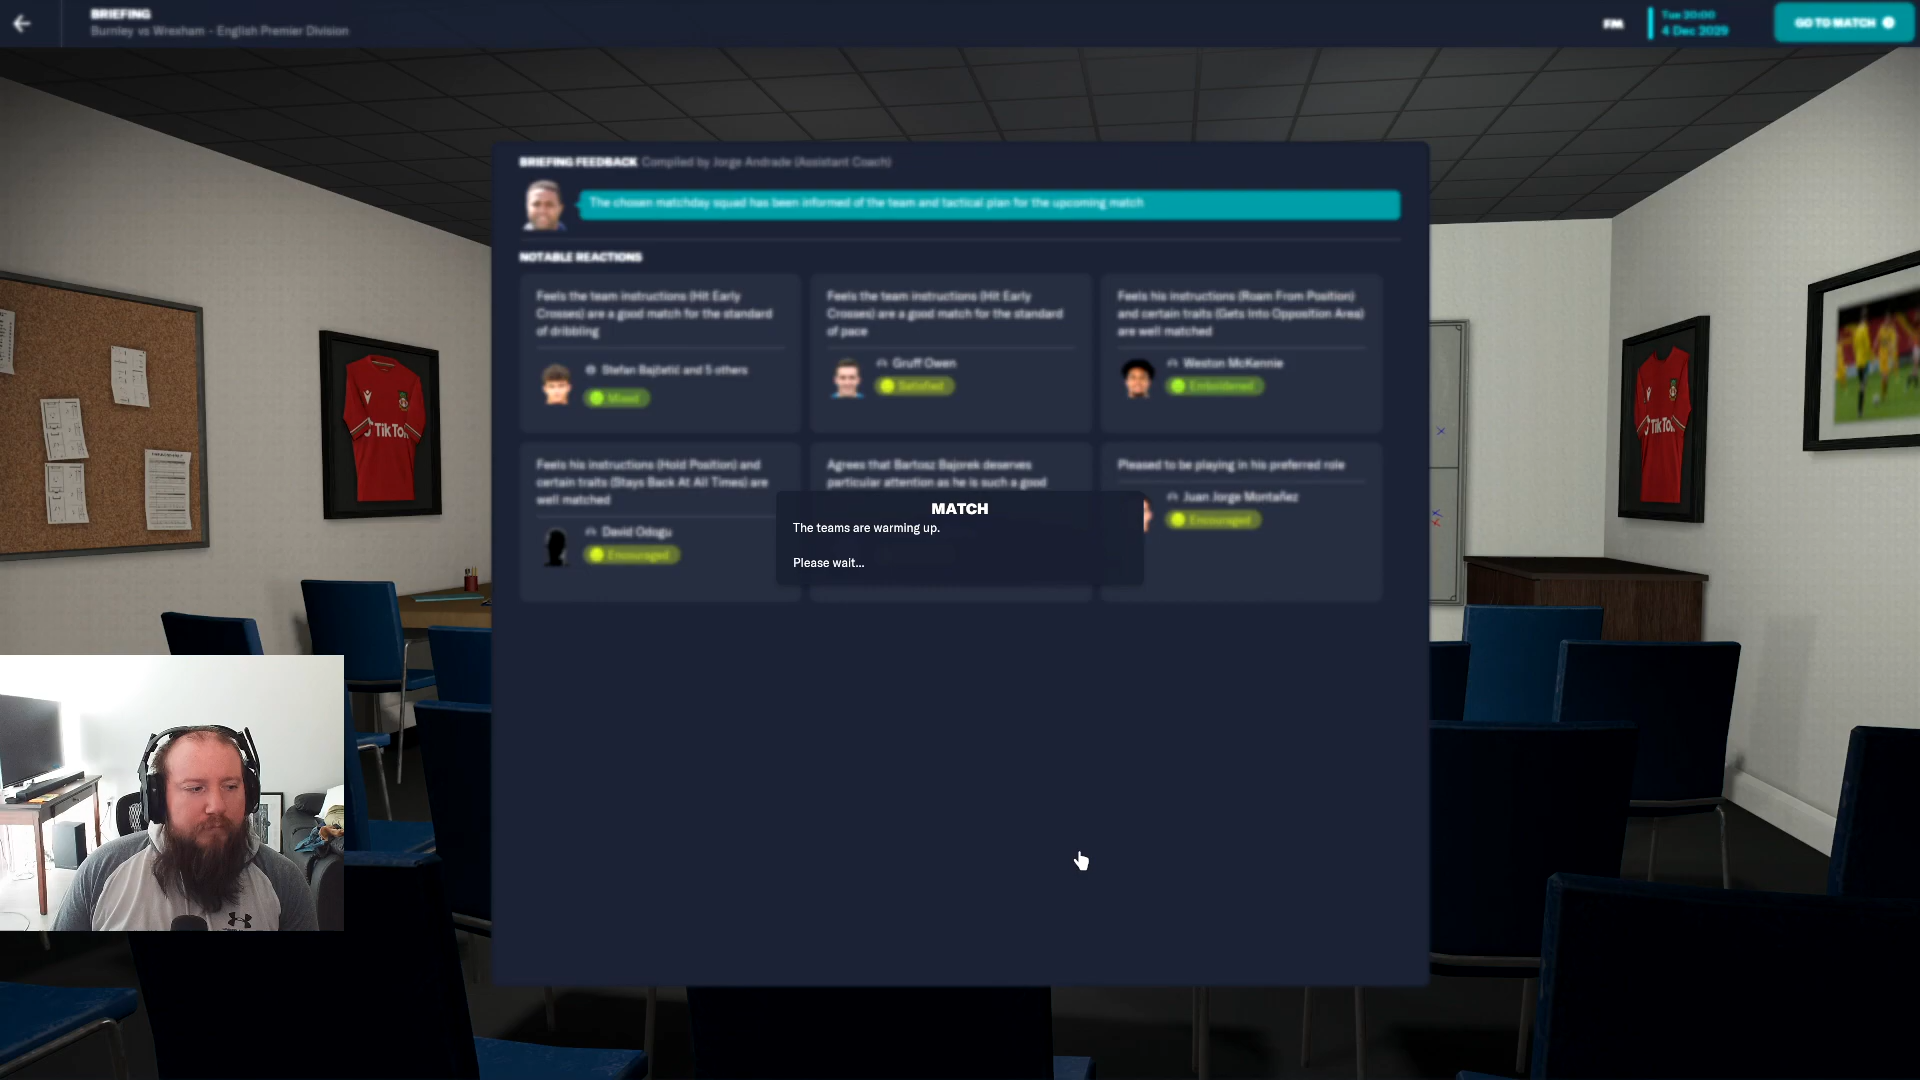 BRIEFING
Burnley vs Wrexham - English Premier Division
FM
Tue 20:00
4 Dec 2029
GO TO MATCH
BRIEFING FEEDBACK Compiled by Jorge Andrade (Assistant Coach)
The chosen matchday squad has been informed of the team and tactical plan for the upcoming match
NOTABLE REACTIONS
Feels the team instructions (Hit Early
Crosses) are a good match for the standard
of dribbling
Stefan Bajčetić and 5 others
Mixed
Feels the team instructions (Hit Early
Crosses) are a good match for the standard
of pace
Gruff Owen
Satisfied
Feels his instructions (Roam From Position)
and certain traits (Gets Into Opposition Area)
are well matched
Weston McKennie
Emboldened
Feels his instructions (Hold Position) and
certain traits (Stays Back At All Times) are
well matched
David Odogu
Encouraged
Agrees that Bartosz Bajorek deserves
particular attention as he is such a good
Pleased to be playing in his preferred role
Juan Jorge Montañez
Encouraged
MATCH
The teams are warming up.
Please wait...
TikTo
TikTo